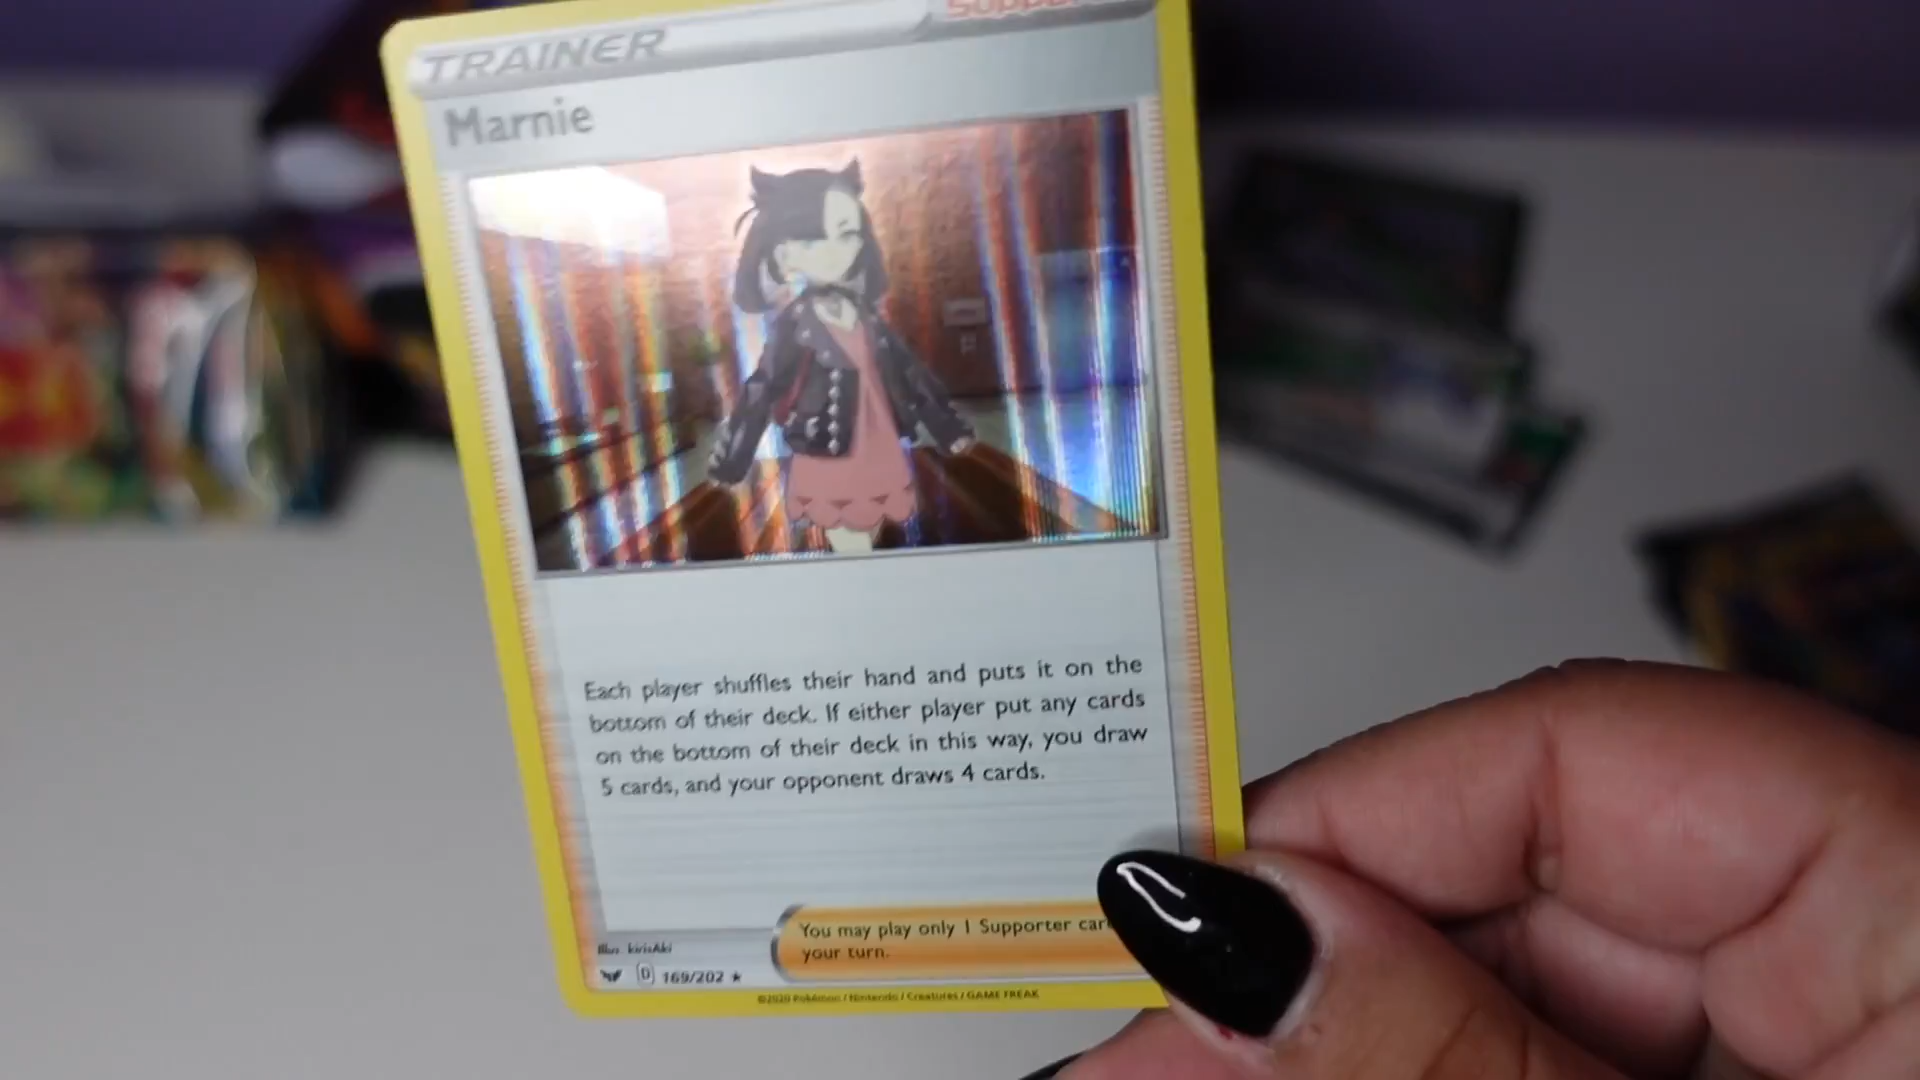 TRAINER
Marnie
Each player shuffles their hand and puts it on the
bottom of their deck. If either player put any cards
on the bottom of their deck in this way, you draw
5 cards, and your opponent draws 4 cards.
You may play only 1 Supporter
your turn.
Illus. kirisAki
D 169/202 ★
©2020 Pokémon / Nintendo / Creatures / GAME FREAK